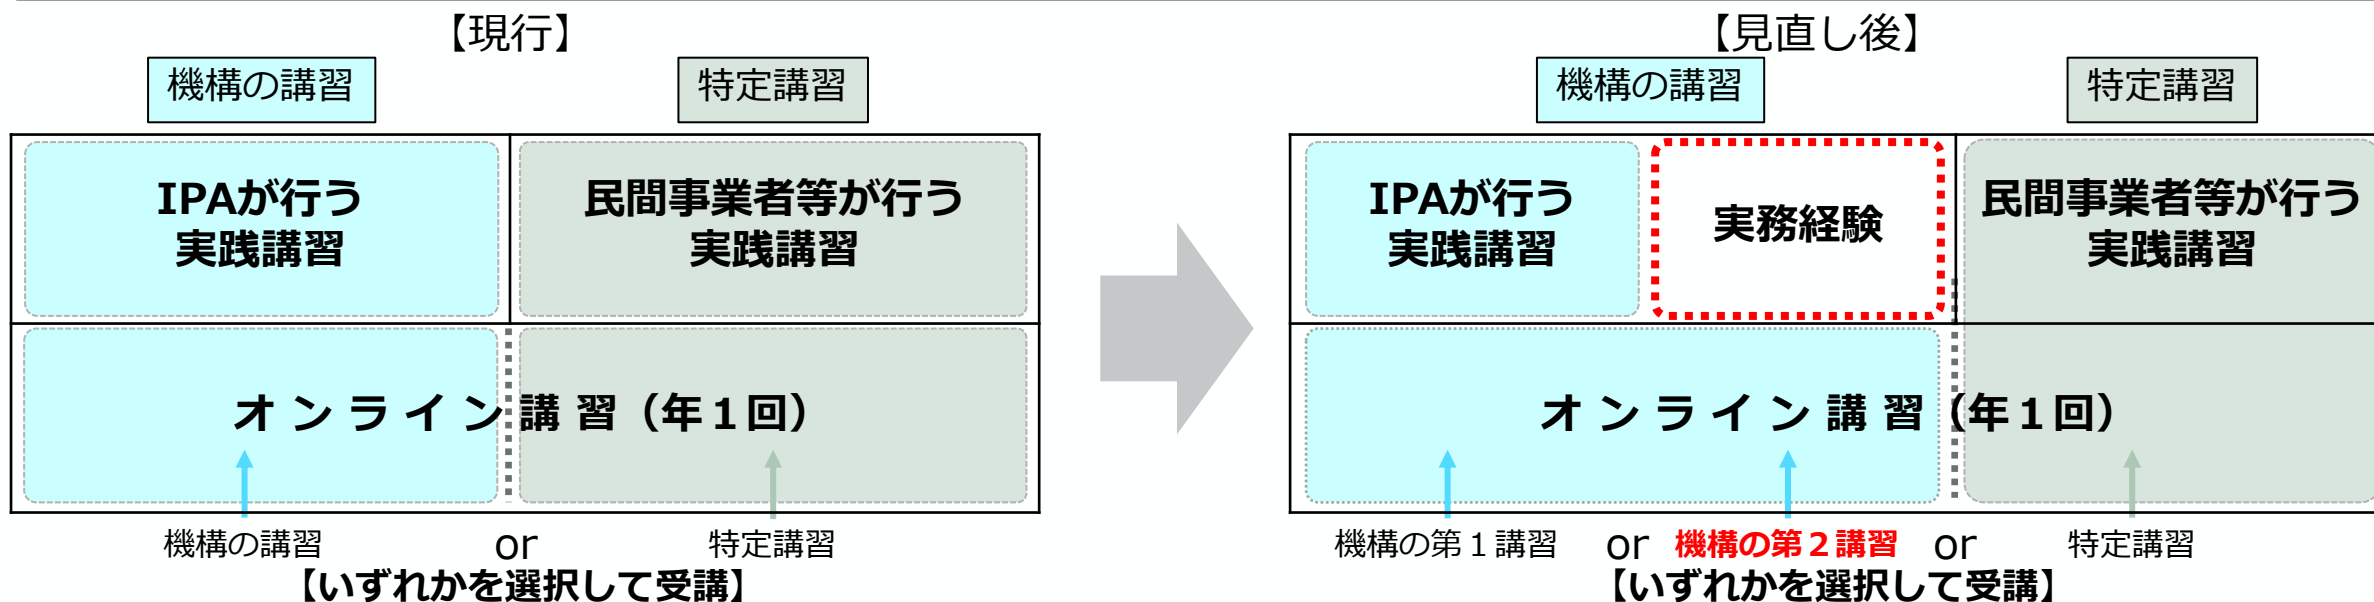 【現行】
機構の講習
特定講習
IPAが行う
実践講習
民間事業者等が行う
実践講習
オンライン講習（年１回）
機構の講習 or 特定講習
【いずれかを選択して受講】
【見直し後】
機構の講習
特定講習
IPAが行う
実践講習
実務経験
民間事業者等が行う
実践講習
オンライン講習（年１回）
機構の第１講習 or 機構の第２講習 or 特定講習
【いずれかを選択して受講】